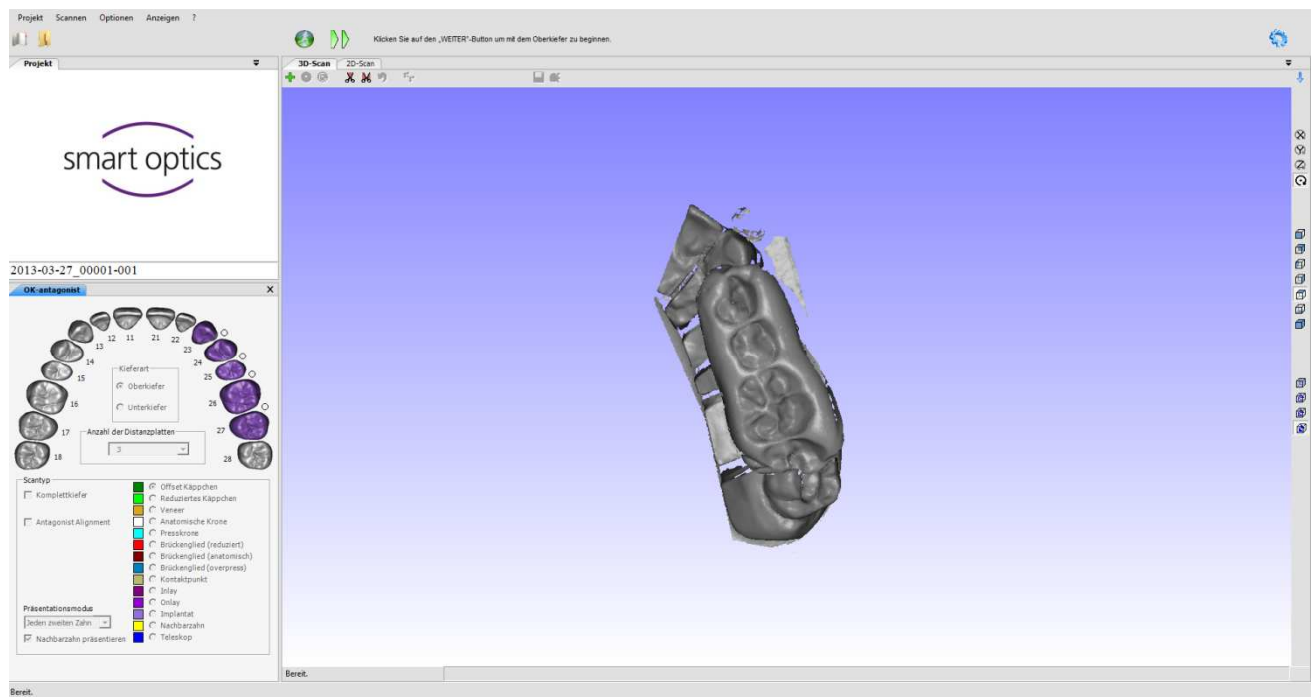 Projekt Scannen Optionen Anzeigen ?
Klicken Sie auf den „WEITER"-Button um mit dem Oberkiefer zu beginnen.
Projekt
3D-Scan 2D-Scan
smart optics
2013-03-27_00001-001
OK-antagonist
13 12 11 21 22 23
14 24
15 25
16 26
17 27
18 28
Kieferart
Oberkiefer
Unterkiefer
Anzahl der Distanzplatten
3
Scantyp
Komplettkiefer
Antagonist Alignment
Offset Käppchen
Reduziertes Käppchen
Veneer
Anatomische Krone
Presskrone
Brückenglied (reduziert)
Brückenglied (anatomisch)
Brückenglied (overpress)
Kontaktpunkt
Inlay
Onlay
Implantat
Nachbarzahn
Teleskop
Präsentationsmodus
Jeden zweiten Zahn
Nachbarzahn präsentieren
Bereit.
Bereit.